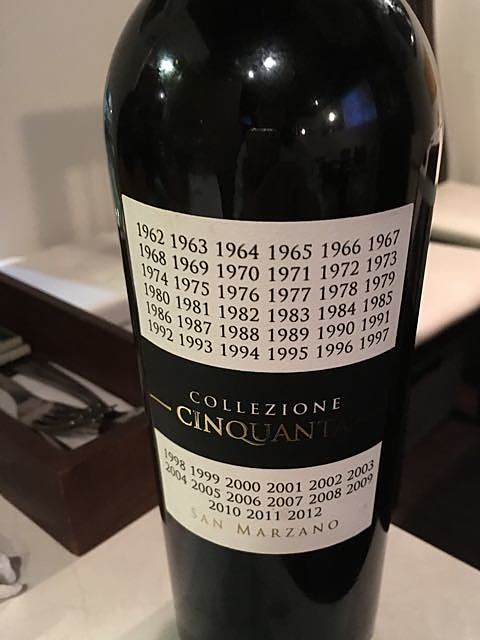 1962 1963 1964 1965 1966 1967
1968 1969 1970 1971 1972 1973
1974 1975 1976 1977 1978 1979
1980 1981 1982 1983 1984 1985
1986 1987 1988 1989 1990 1991
1992 1993 1994 1995 1996 1997
COLLEZIONE
CINQUANTA
1998 1999 2000 2001 2002 2003
2004 2005 2006 2007 2008 2009
2010 2011 2012
SAN MARZANO